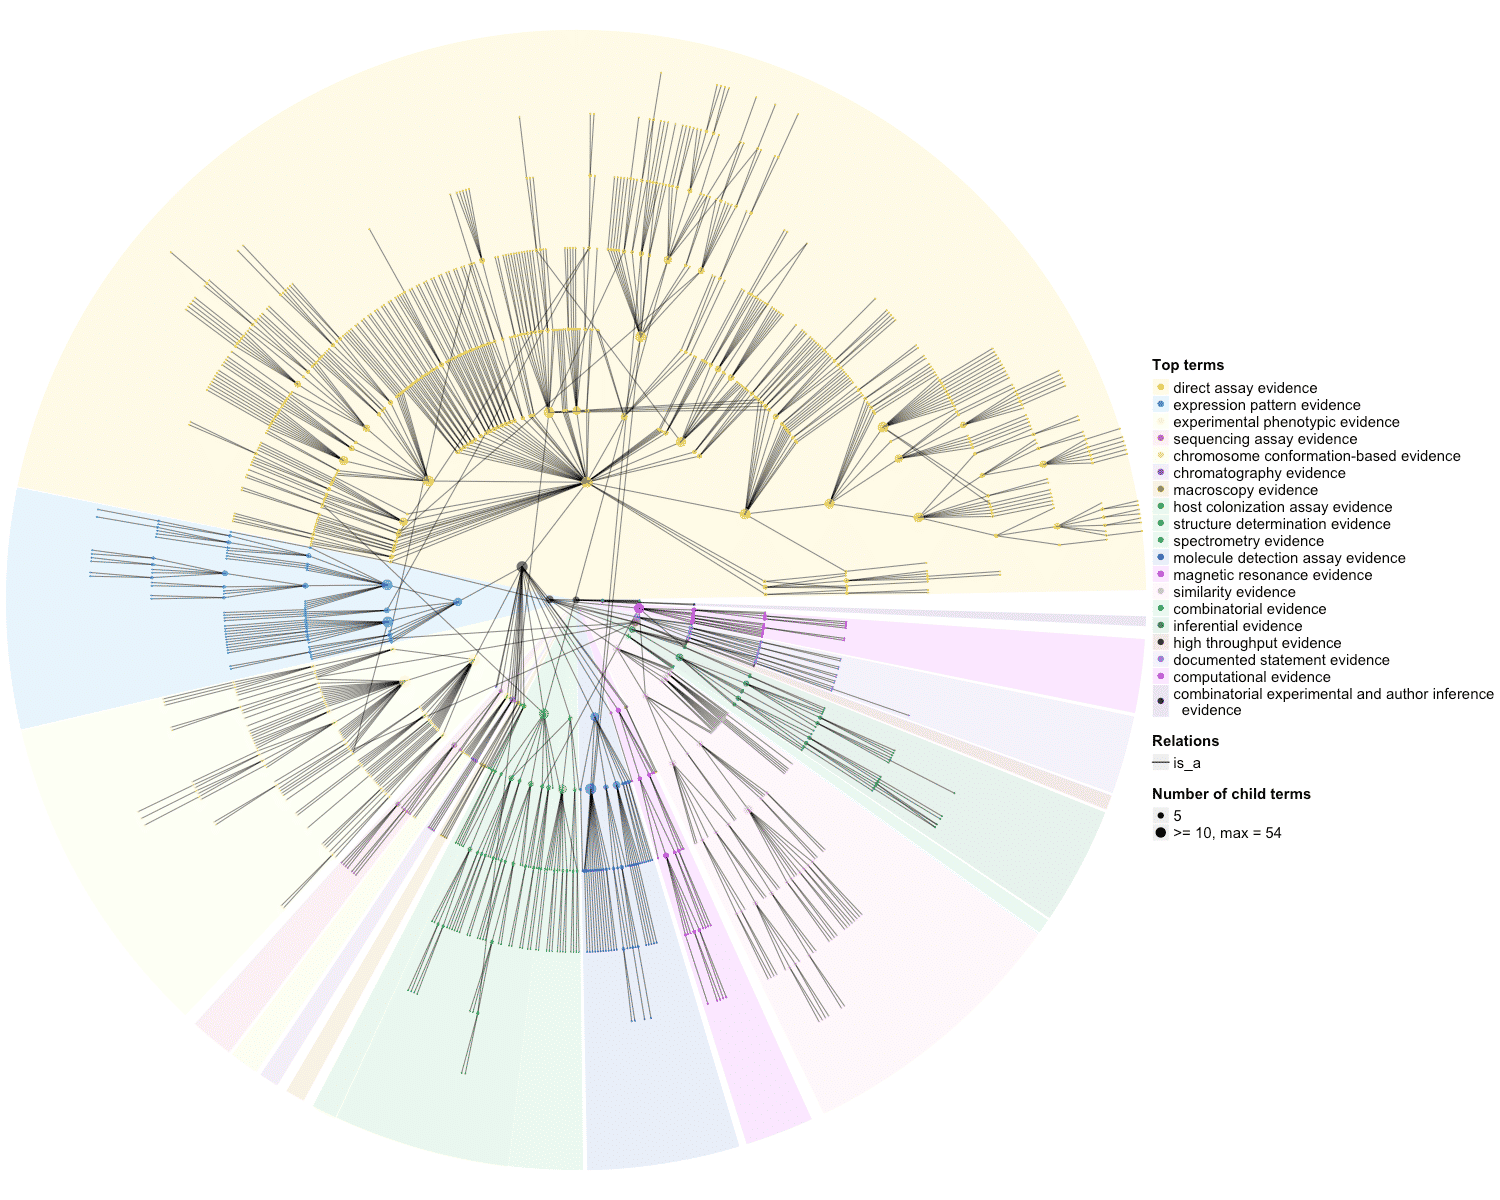 Top terms
direct assay evidence
expression pattern evidence
experimental phenotypic evidence
sequencing assay evidence
chromosome conformation-based evidence
chromatography evidence
macroscopy evidence
host colonization assay evidence
structure determination evidence
spectrometry evidence
molecule detection assay evidence
magnetic resonance evidence
similarity evidence
combinatorial evidence
inferential evidence
high throughput evidence
documented statement evidence
computational evidence
combinatorial experimental and author inference
evidence
Relations
is_a
Number of child terms
5
>= 10, max = 54